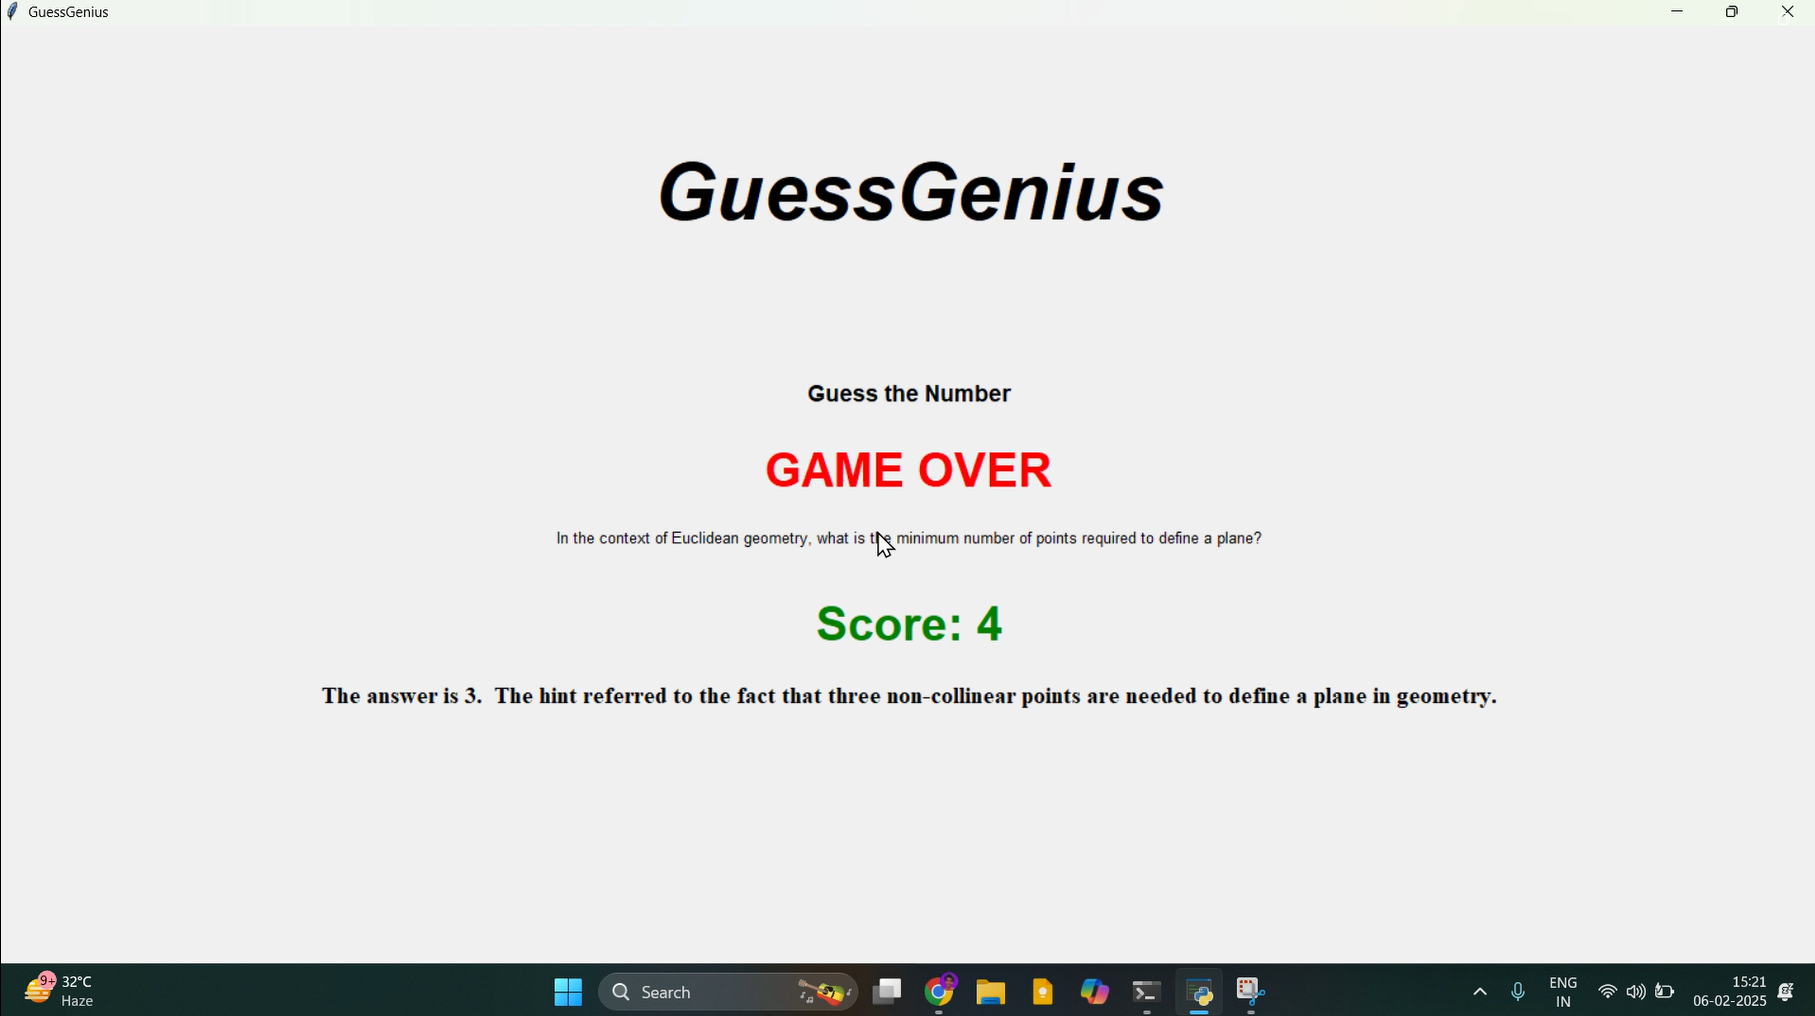 GuessGenius
GuessGenius
Guess the Number
GAME OVER
In the context of Euclidean geometry, what is the minimum number of points required to define a plane?
Score: 4
The answer is 3.  The hint referred to the fact that three non-collinear points are needed to define a plane in geometry.
9+
32°C
Haze
Search
ENG
IN
15:21
06-02-2025